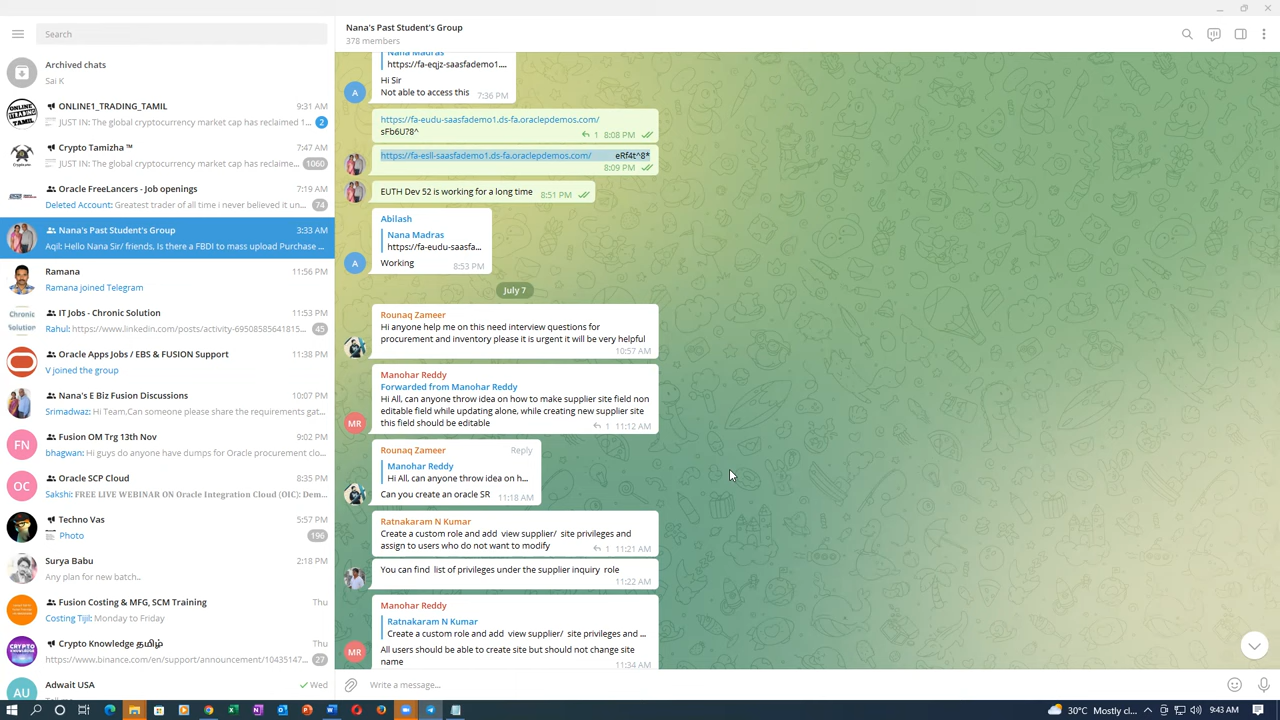 Search
Archived chats
Sai K
ONLINE1_TRADING_TAMIL 9:31 AM
JUST IN: The global cryptocurrency market cap has reclaimed 1... 2
Crypto Tamizha ™ 7:47 AM
JUST IN: The global cryptocurrency market cap has reclaime... 1060
Oracle FreeLancers - Job openings 7:19 AM
Deleted Account: Greatest trader of all time i never believed it un... 74
Nana's Past Student's Group 3:33 AM
Aqil: Hello Nana Sir/ friends, Is there a FBDI to mass upload Purchase ...
Ramana 11:56 PM
Ramana joined Telegram
Chronic Solution
IT Jobs - Chronic Solution 11:53 PM
Rahul: https://www.linkedin.com/posts/activity-69508585641815... 45
Oracle Apps Jobs / EBS & FUSION Support 11:38 PM
V joined the group
Nana's E Biz Fusion Discussions 10:07 PM
Srimadwaz: Hi Team,Can someone please share the requirements gat...
FN
Fusion OM Trg 13th Nov 9:02 PM
bhagwan: Hi guys do anyone have dumps for Oracle procurement clo...
OC
Oracle SCP Cloud 8:35 PM
Sakshi: FREE LIVE WEBINAR ON Oracle Integration Cloud (OIC): Dem...
Techno Vas 5:57 PM
Photo 196
Surya Babu 2:18 PM
Any plan for new batch..
Fusion Costing & MFG, SCM Training Thu
Costing Tijil: Monday to Friday
Crypto Knowledge தமிழ் Thu
https://www.binance.com/en/support/announcement/10435147... 27
AU
Adwait USA Wed
Nana's Past Student's Group
378 members
Nana Madras
https://fa-eqjz-saasfademo1....
Hi Sir
Not able to access this 7:36 PM
A
https://fa-eudu-saasfademo1.ds-fa.oraclepdemos.com/
sFb6U?8^ 1 8:08 PM
https://fa-esll-saasfademo1.ds-fa.oraclepdemos.com/ eRf4t^8*
8:09 PM
EUTH Dev 52 is working for a long time 8:51 PM
Abilash
Nana Madras
https://fa-eudu-saasfa...
Working 8:53 PM
A
July 7
Rounaq Zameer
Hi anyone help me on this need interview questions for
procurement and inventory please it is urgent it will be very helpful
10:57 AM
Manohar Reddy
Forwarded from Manohar Reddy
Hi All, can anyone throw idea on how to make supplier site field non
editable field while updating alone, while creating new supplier site
this field should be editable
MR 1 11:12 AM
Rounaq Zameer Reply
Manohar Reddy
Hi All, can anyone throw idea on h...
Can you create an oracle SR 11:18 AM
Ratnakaram N Kumar
Create a custom role and add view supplier/ site privileges and
assign to users who do not want to modify 1 11:21 AM
You can find list of privileges under the supplier inquiry role
11:22 AM
Manohar Reddy
Ratnakaram N Kumar
Create a custom role and add view supplier/ site privileges and ...
All users should be able to create site but should not change site
name 11:34 AM
MR
Write a message...
30°C Mostly cl... 9:43 AM